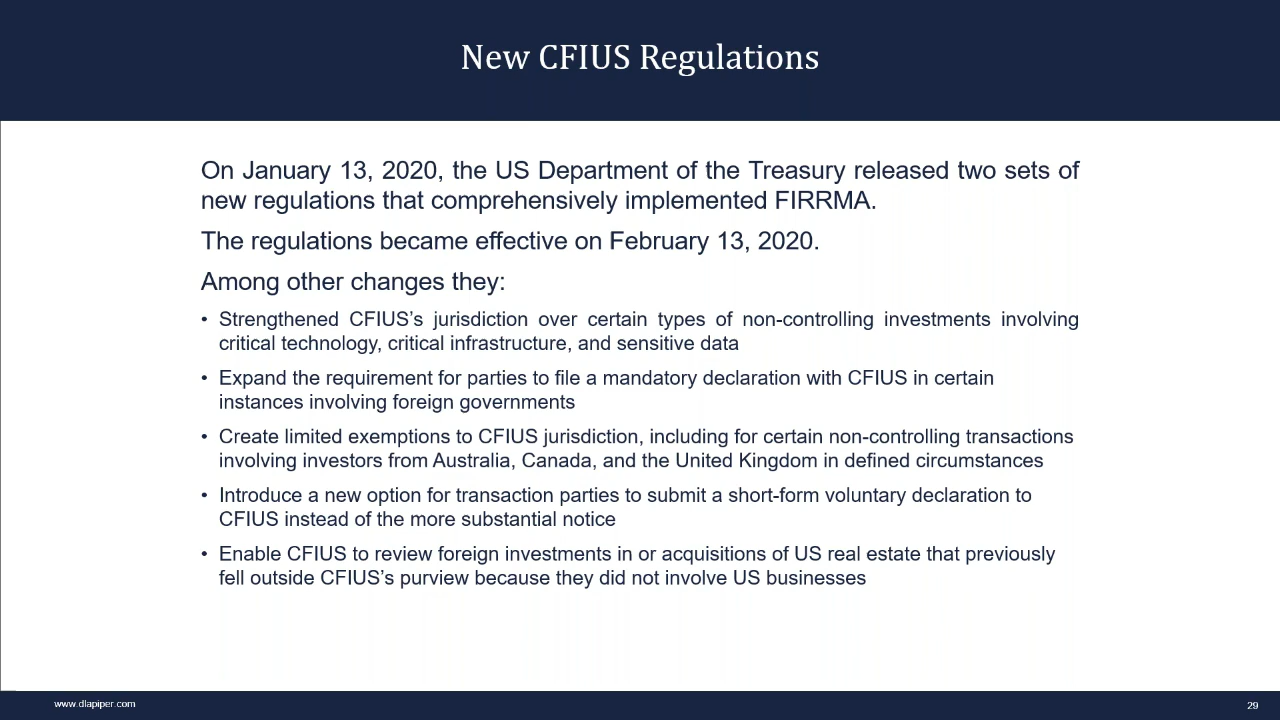 New CFIUS Regulations
On January 13, 2020, the US Department of the Treasury released two sets of
new regulations that comprehensively implemented FIRRMA.
The regulations became effective on February 13, 2020.
Among other changes they:
• Strengthened CFIUS’s jurisdiction over certain types of non-controlling investments involving
critical technology, critical infrastructure, and sensitive data
• Expand the requirement for parties to file a mandatory declaration with CFIUS in certain
instances involving foreign governments
• Create limited exemptions to CFIUS jurisdiction, including for certain non-controlling transactions
involving investors from Australia, Canada, and the United Kingdom in defined circumstances
• Introduce a new option for transaction parties to submit a short-form voluntary declaration to
CFIUS instead of the more substantial notice
• Enable CFIUS to review foreign investments in or acquisitions of US real estate that previously
fell outside CFIUS’s purview because they did not involve US businesses
www.dlapiper.com
29